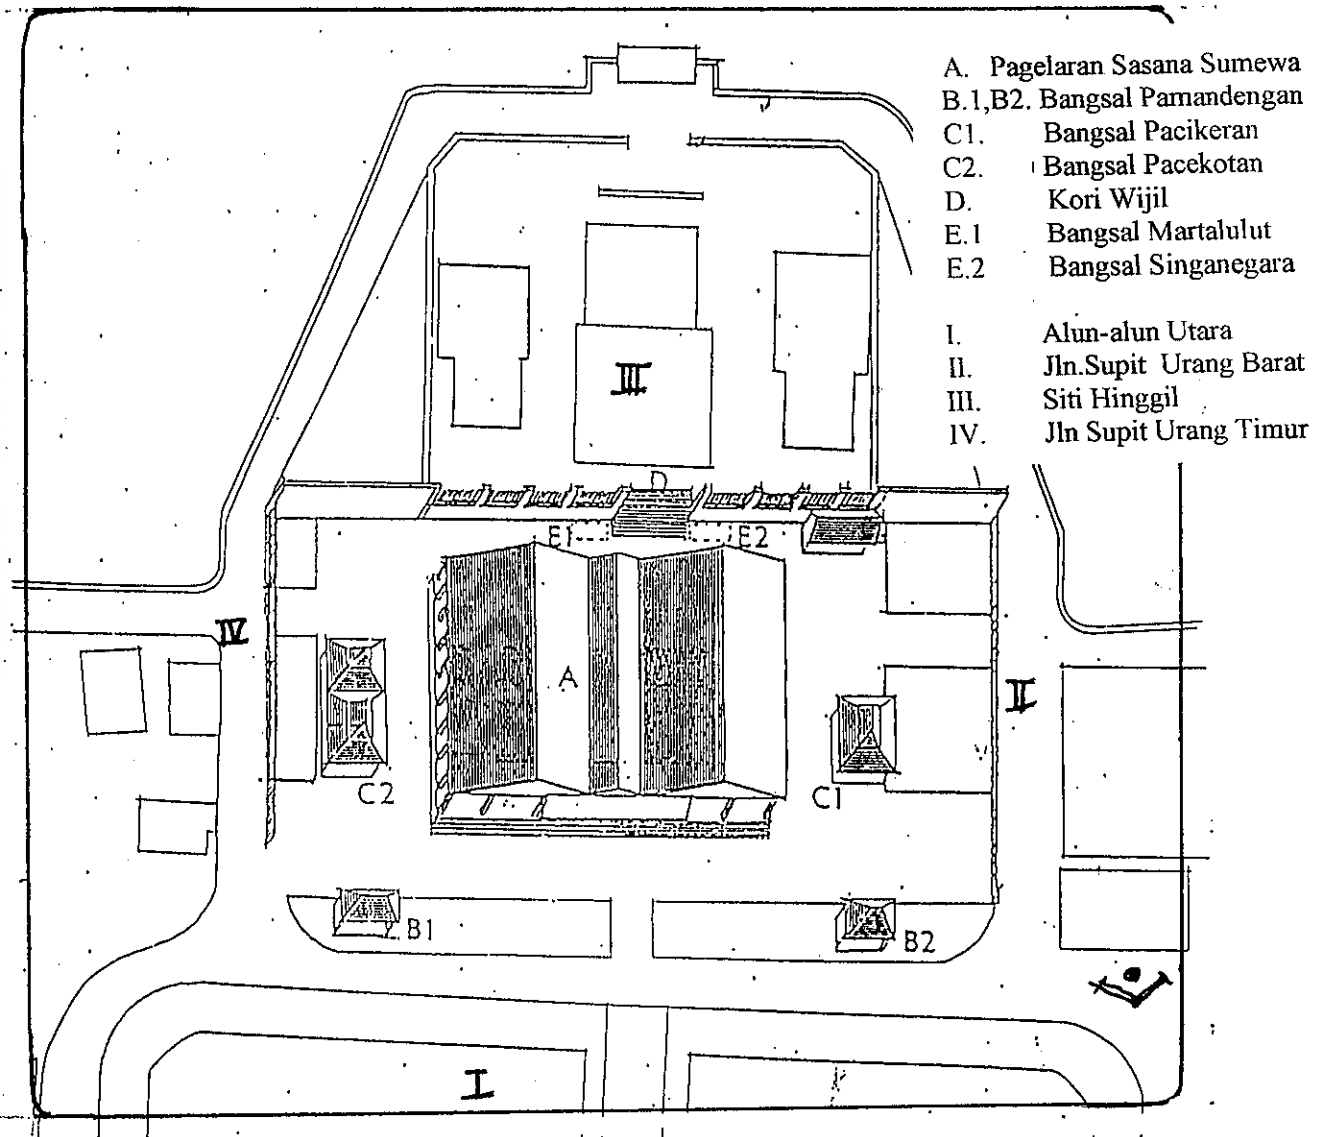 A. Pagelaran Sasana Sumewa
B.1,B2. Bangsal Pamandengan
C1. Bangsal Pacikeran
C2. Bangsal Pacekotan
D. Kori Wijil
E.1 Bangsal Martalulut
E.2 Bangsal Singanegara
I. Alun-alun Utara
II. Jln.Supit Urang Barat
III. Siti Hinggil
IV. Jln Supit Urang Timur
III
D
E1 E2
IV
A
II
C2
C1
B1
B2
I